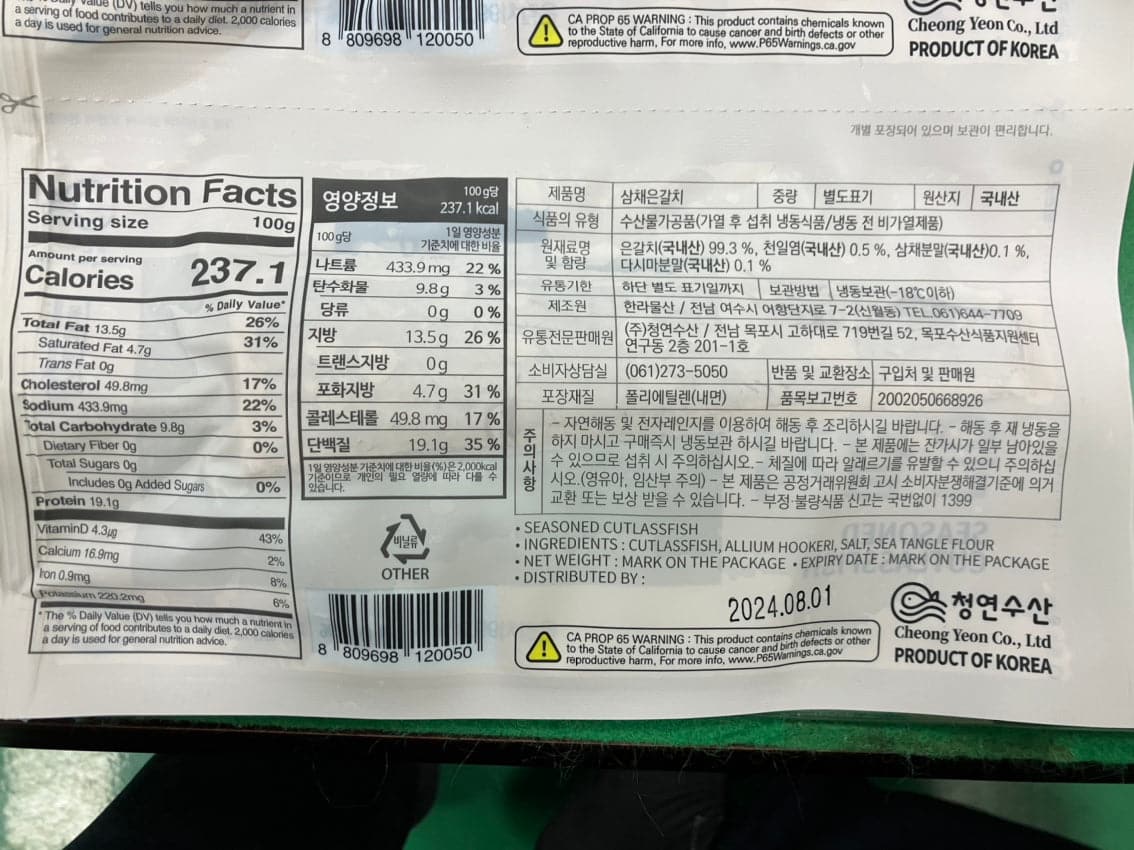 Daily Value (DV) tells you how much a nutrient in
a serving of food contributes to a daily diet. 2,000 calories
a day is used for general nutrition advice.
8 809698 120050
CA PROP 65 WARNING : This product contains chemicals known
to the State of California to cause cancer and birth defects or other
reproductive harm, For more info, www.P65Warnings.ca.gov
Cheong Yeon Co., Ltd
PRODUCT OF KOREA
개별 포장되어 있으며 보관이 편리합니다.
Nutrition Facts
Serving size 100g
Amount per serving
Calories 237.1
% Daily Value*
Total Fat 13.5g 26%
Saturated Fat 4.7g 31%
Trans Fat 0g
Cholesterol 49.8mg 17%
Sodium 433.9mg 22%
Total Carbohydrate 9.8g 3%
Dietary Fiber 0g 0%
Total Sugars 0g
Includes 0g Added Sugars 0%
Protein 19.1g
VitaminD 4.3µg 43%
Calcium 16.9mg 2%
Iron 0.9mg 8%
Potassium 220.2mg 6%
* The % Daily Value (DV) tells you how much a nutrient in
a serving of food contributes to a daily diet. 2,000 calories
a day is used for general nutrition advice.
영양정보 100 g당
237.1 kcal
100 g당 1일 영양성분
기준치에 대한 비율
나트륨 433.9 mg 22 %
탄수화물 9.8 g 3 %
당류 0 g 0 %
지방 13.5 g 26 %
트랜스지방 0 g
포화지방 4.7 g 31 %
콜레스테롤 49.8 mg 17 %
단백질 19.1 g 35 %
1일 영양성분 기준치에 대한 비율(%)은 2,000kcal
기준이므로 개인의 필요 열량에 따라 다를 수
있습니다.
비닐류
OTHER
8 809698 120050
제품명 삼채은갈치 중량 별도표기 원산지 국내산
식품의 유형 수산물가공품(가열 후 섭취 냉동식품/냉동 전 비가열제품)
원재료명 은갈치(국내산) 99.3 %, 천일염(국내산) 0.5 %, 삼채분말(국내산)0.1 %,
및 함량 다시마분말(국내산) 0.1 %
유통기한 하단 별도 표기일까지 보관방법 냉동보관(-18℃이하)
제조원 한라물산 / 전남 여수시 어항단지로 7-2(신월동) TEL.061)644-7709
유통전문판매원 (주)청연수산 / 전남 목포시 고하대로 719번길 52, 목포수산식품지원센터
연구동 2층 201-1호
소비자상담실 (061)273-5050 반품 및 교환장소 구입처 및 판매원
포장재질 폴리에틸렌(내면) 품목보고번호 2002050668926
주의사항
- 자연해동 및 전자레인지를 이용하여 해동 후 조리하시길 바랍니다. - 해동 후 재 냉동을
하지 마시고 구매즉시 냉동보관 하시길 바랍니다. - 본 제품에는 잔가시가 일부 남아있을
수 있으므로 섭취 시 주의하십시오. - 체질에 따라 알레르기를 유발할 수 있으니 주의하십
시오.(영유아, 임산부 주의) - 본 제품은 공정거래위원회 고시 소비자분쟁해결기준에 의거
교환 또는 보상 받을 수 있습니다. - 부정·불량식품 신고는 국번없이 1399
• SEASONED CUTLASSFISH
• INGREDIENTS : CUTLASSFISH, ALLIUM HOOKERI, SALT, SEA TANGLE FLOUR
• NET WEIGHT : MARK ON THE PACKAGE • EXPIRY DATE : MARK ON THE PACKAGE
• DISTRIBUTED BY :
2024.08.01
CA PROP 65 WARNING : This product contains chemicals known
to the State of California to cause cancer and birth defects or other
reproductive harm, For more info, www.P65Warnings.ca.gov
청연수산
Cheong Yeon Co., Ltd
PRODUCT OF KOREA